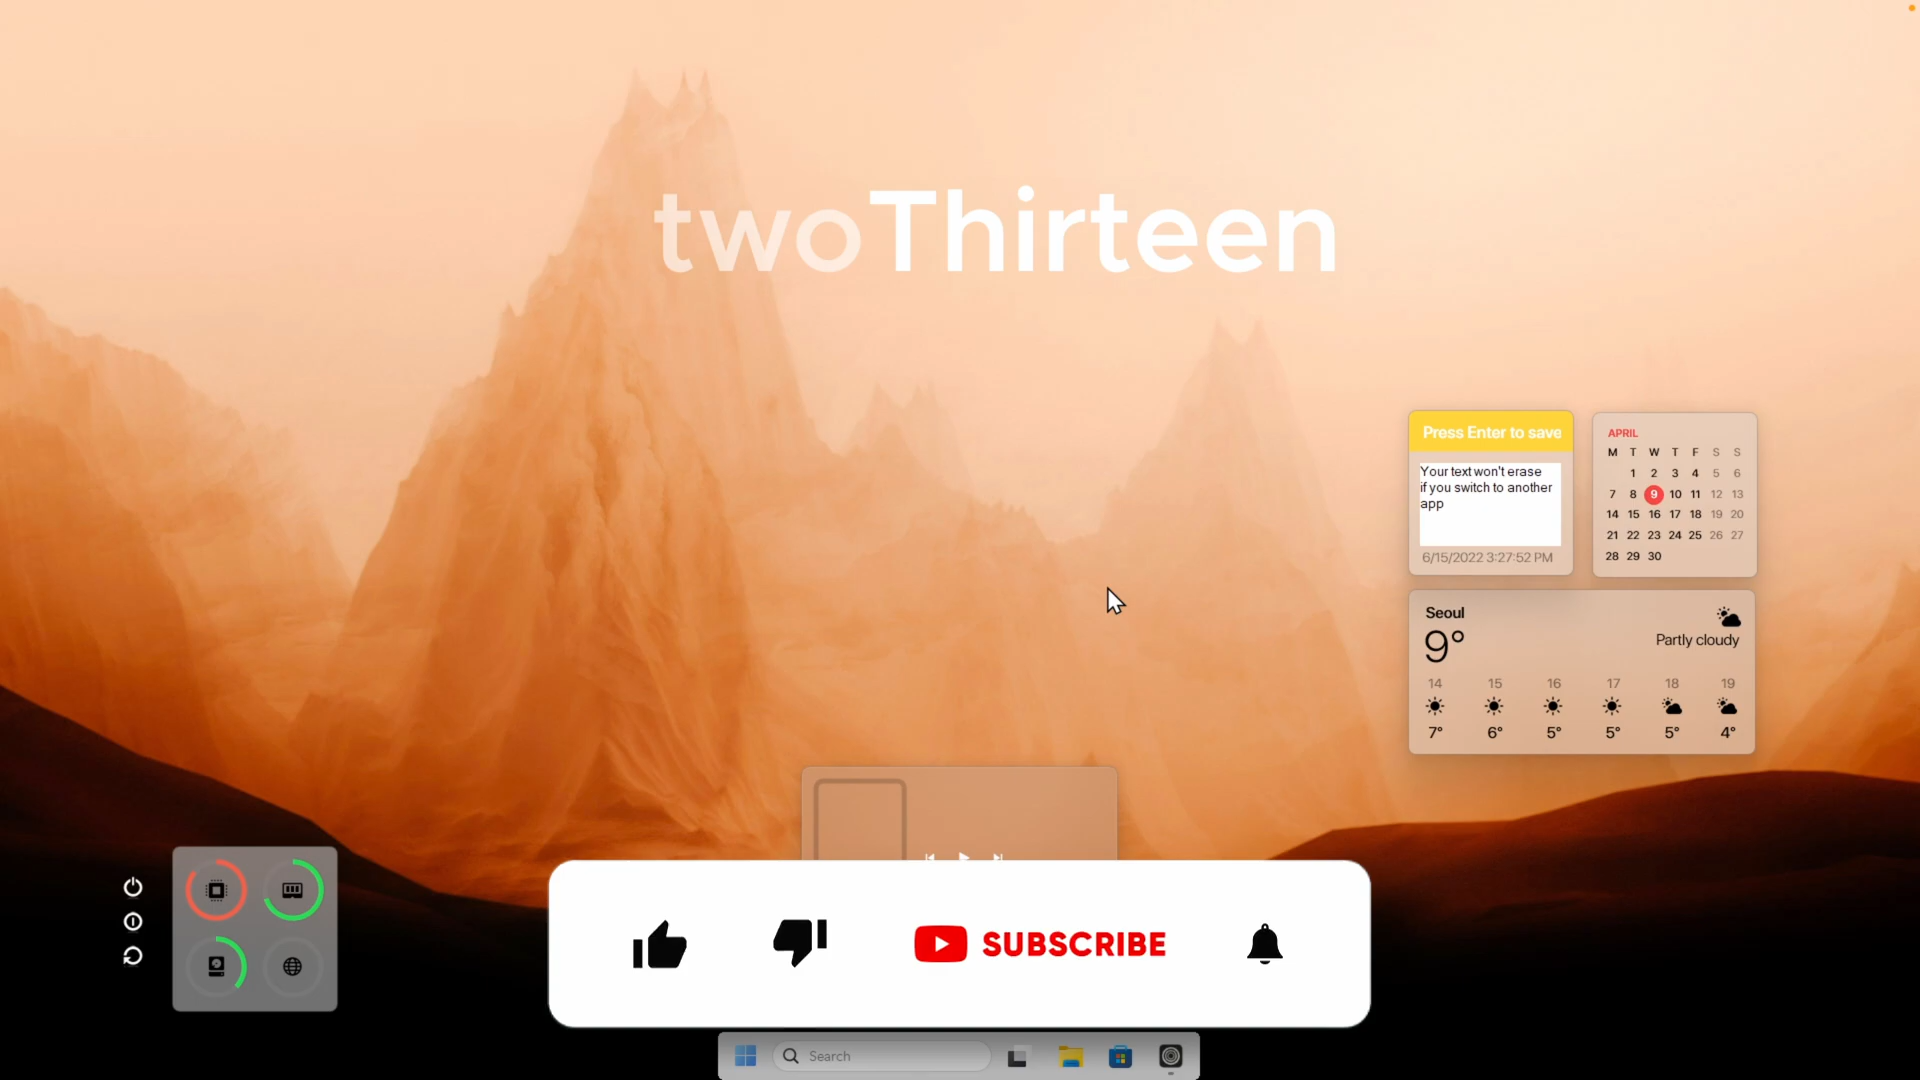 twoThirteen
Press Enter to save
Your text won't erase
if you switch to another
app
6/15/2022 3:27:52 PM
APRIL
M T W T F S S
1 2 3 4 5 6
7 8 9 10 11 12 13
14 15 16 17 18 19 20
21 22 23 24 25 26 27
28 29 30
Seoul
9°
Partly cloudy
14 15 16 17 18 19
7° 6° 5° 5° 5° 4°
SUBSCRIBE
Search